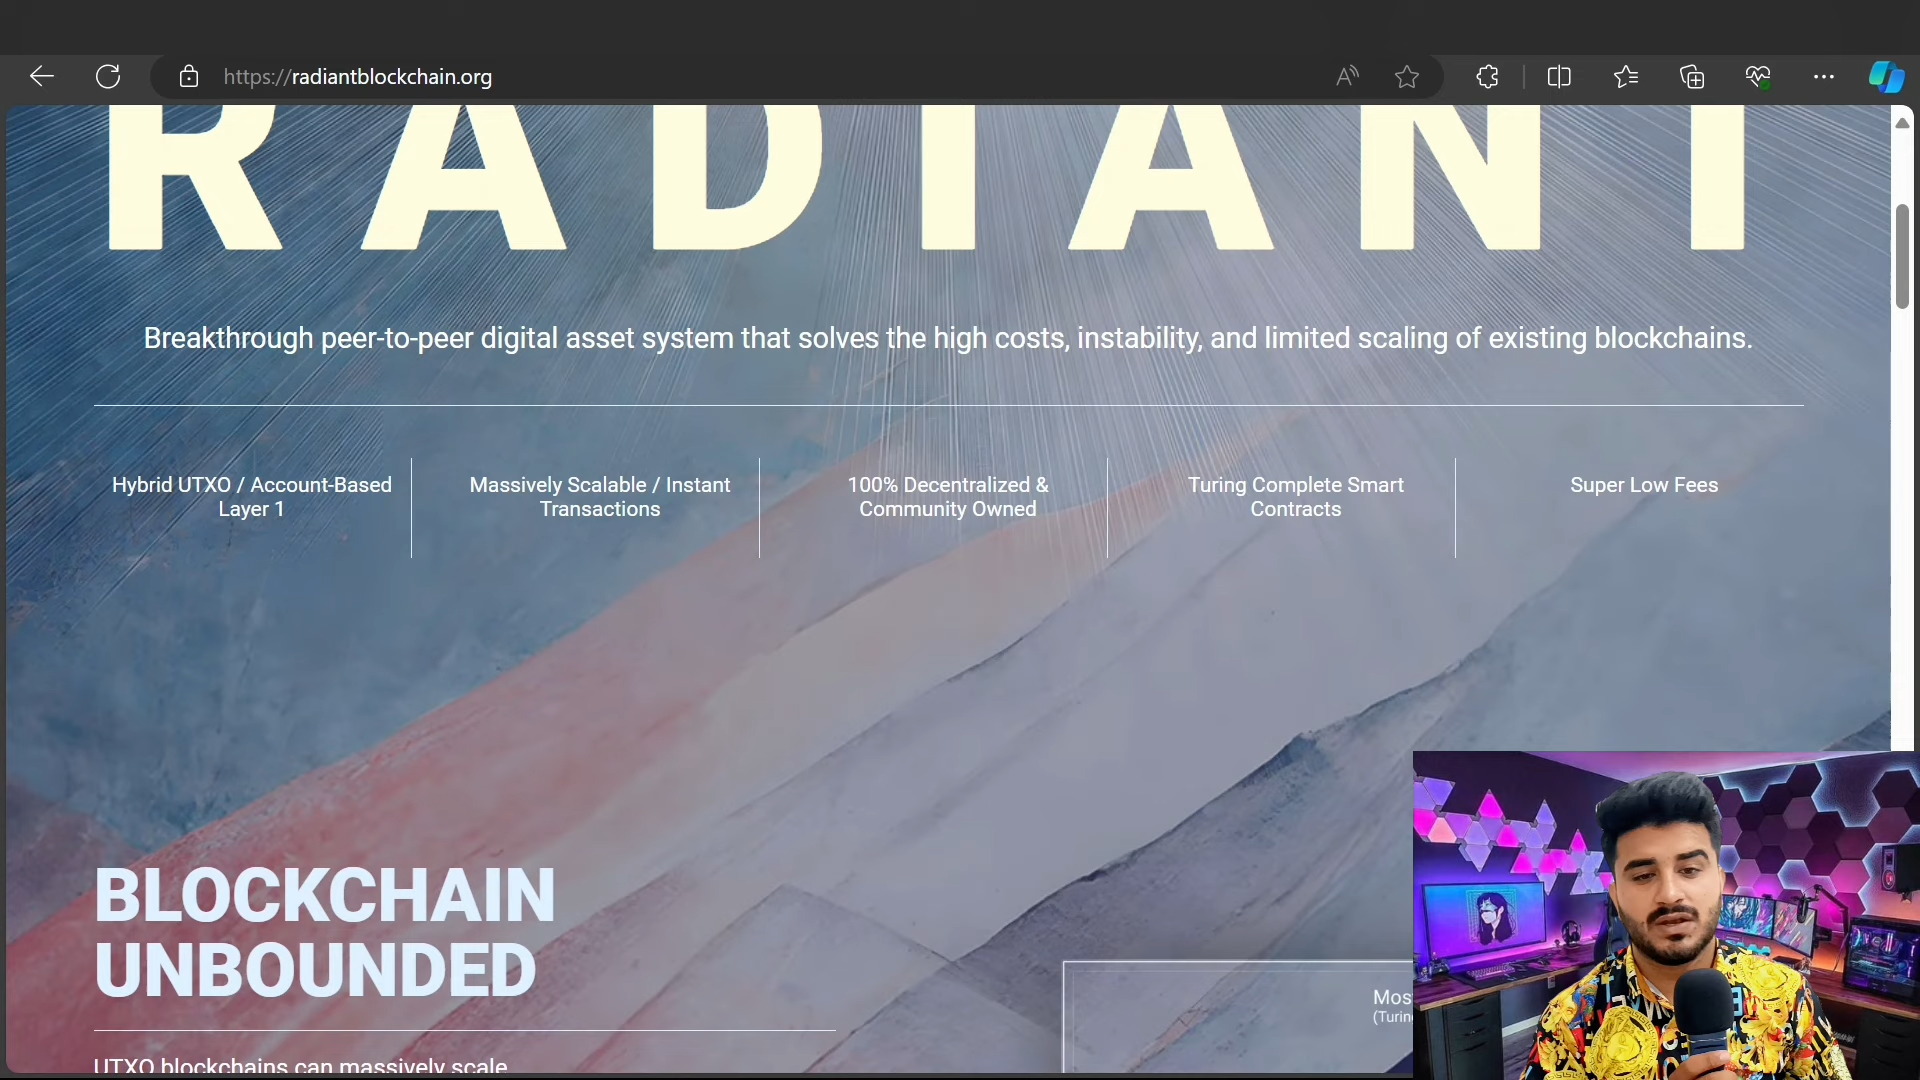 https://radiantblockchain.org
RADIANT
Breakthrough peer-to-peer digital asset system that solves the high costs, instability, and limited scaling of existing blockchains.
Hybrid UTXO / Account-Based
Layer 1
Massively Scalable / Instant
Transactions
100% Decentralized &
Community Owned
Turing Complete Smart
Contracts
Super Low Fees
BLOCKCHAIN
UNBOUNDED
Mos
(Turin
UTXO blockchains can massively scale